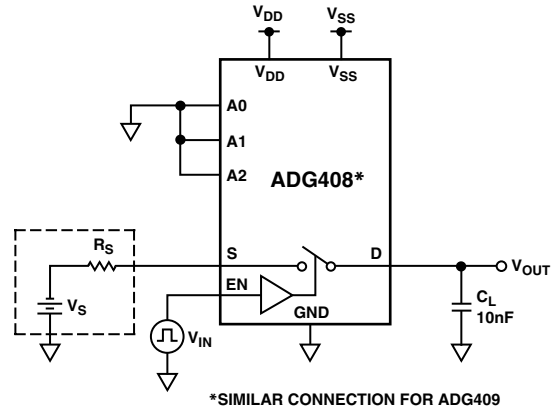 V_DD V_SS
V_DD V_SS
A0
A1
A2
ADG408*
R_S
S
D
V_OUT
V_S
EN
V_IN
GND
C_L
10nF
*SIMILAR CONNECTION FOR ADG409